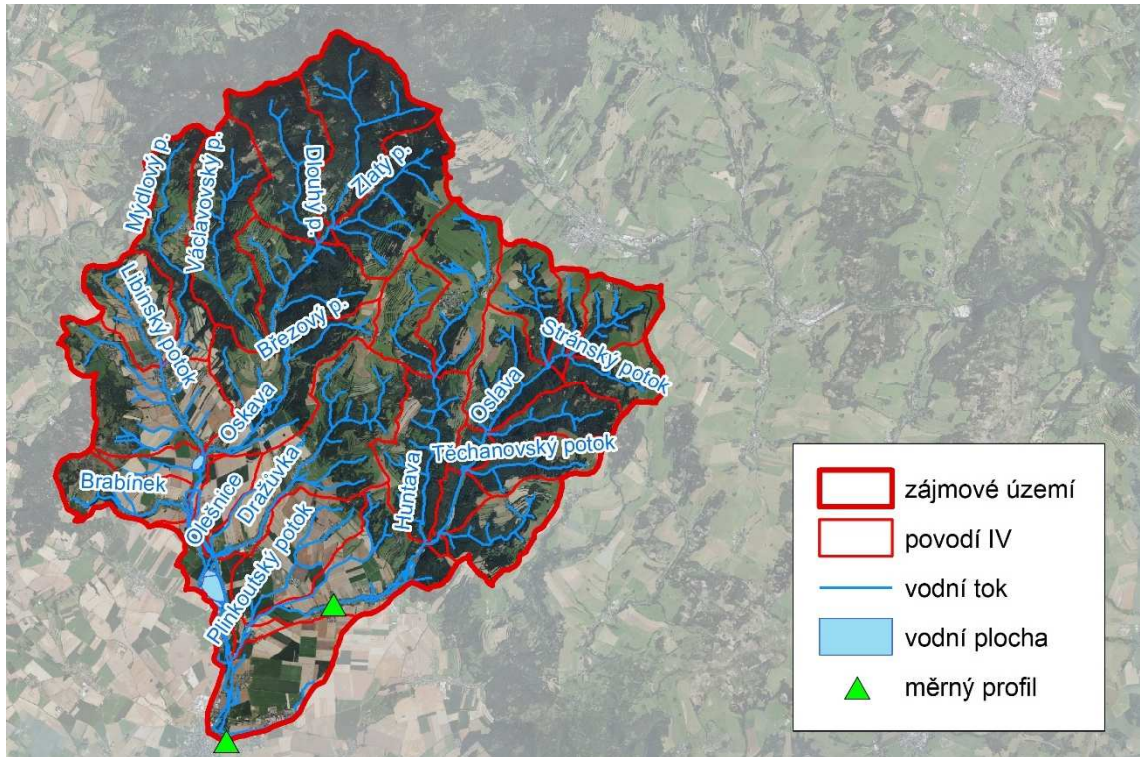 Mýdlový p.
Václavovský p.
Dlouhý p.
Zlatý p.
Libinský potok
Březový p.
Stránský potok
Oskava
Oslava
Těchanovský potok
Brabínek
Olešnice
Dražůvka
Huntava
Plinkoutský potok
zájmové území
povodí IV
vodní tok
vodní plocha
měrný profil